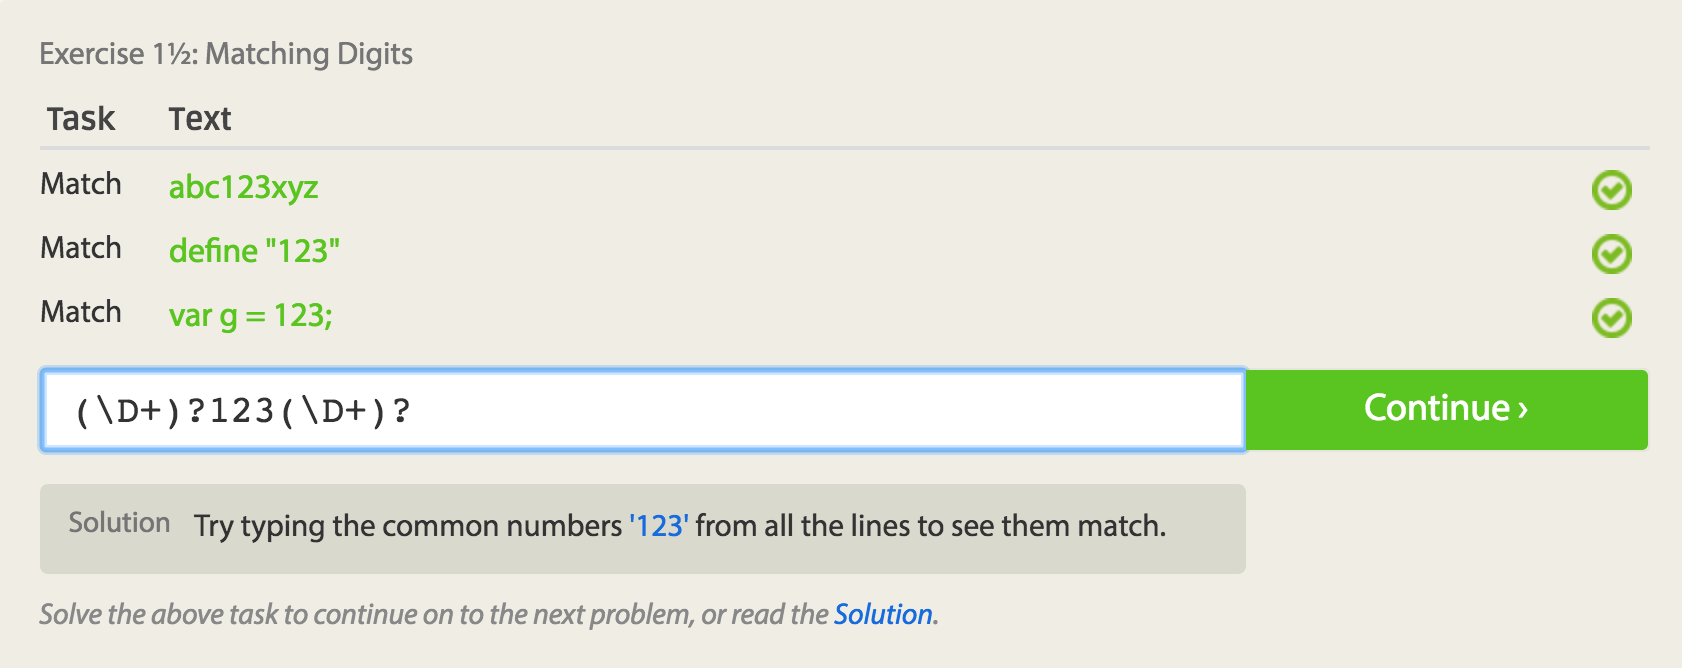 Exercise 1½: Matching Digits
Task Text
Match abc123xyz
Match define "123"
Match var g = 123;
(\D+)?123(\D+)?
Continue ›
Solution Try typing the common numbers '123' from all the lines to see them match.
Solve the above task to continue on to the next problem, or read the Solution.